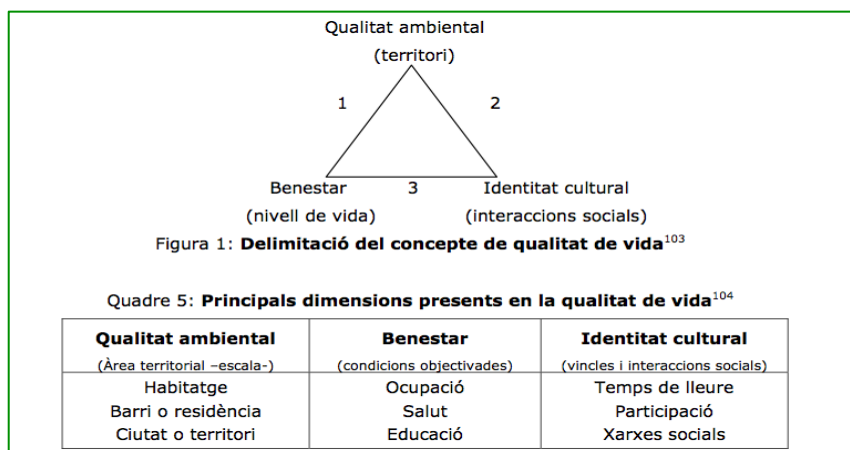 Qualitat ambiental
(territori)
1 2
Benestar 3 Identitat cultural
(nivell de vida) (interaccions socials)
Figura 1: Delimitació del concepte de qualitat de vida103
Quadre 5: Principals dimensions presents en la qualitat de vida104
Qualitat ambiental Benestar Identitat cultural
(Àrea territorial –escala-) (condicions objectivades) (vincles i interaccions socials)
Habitatge Ocupació Temps de lleure
Barri o residència Salut Participació
Ciutat o territori Educació Xarxes socials